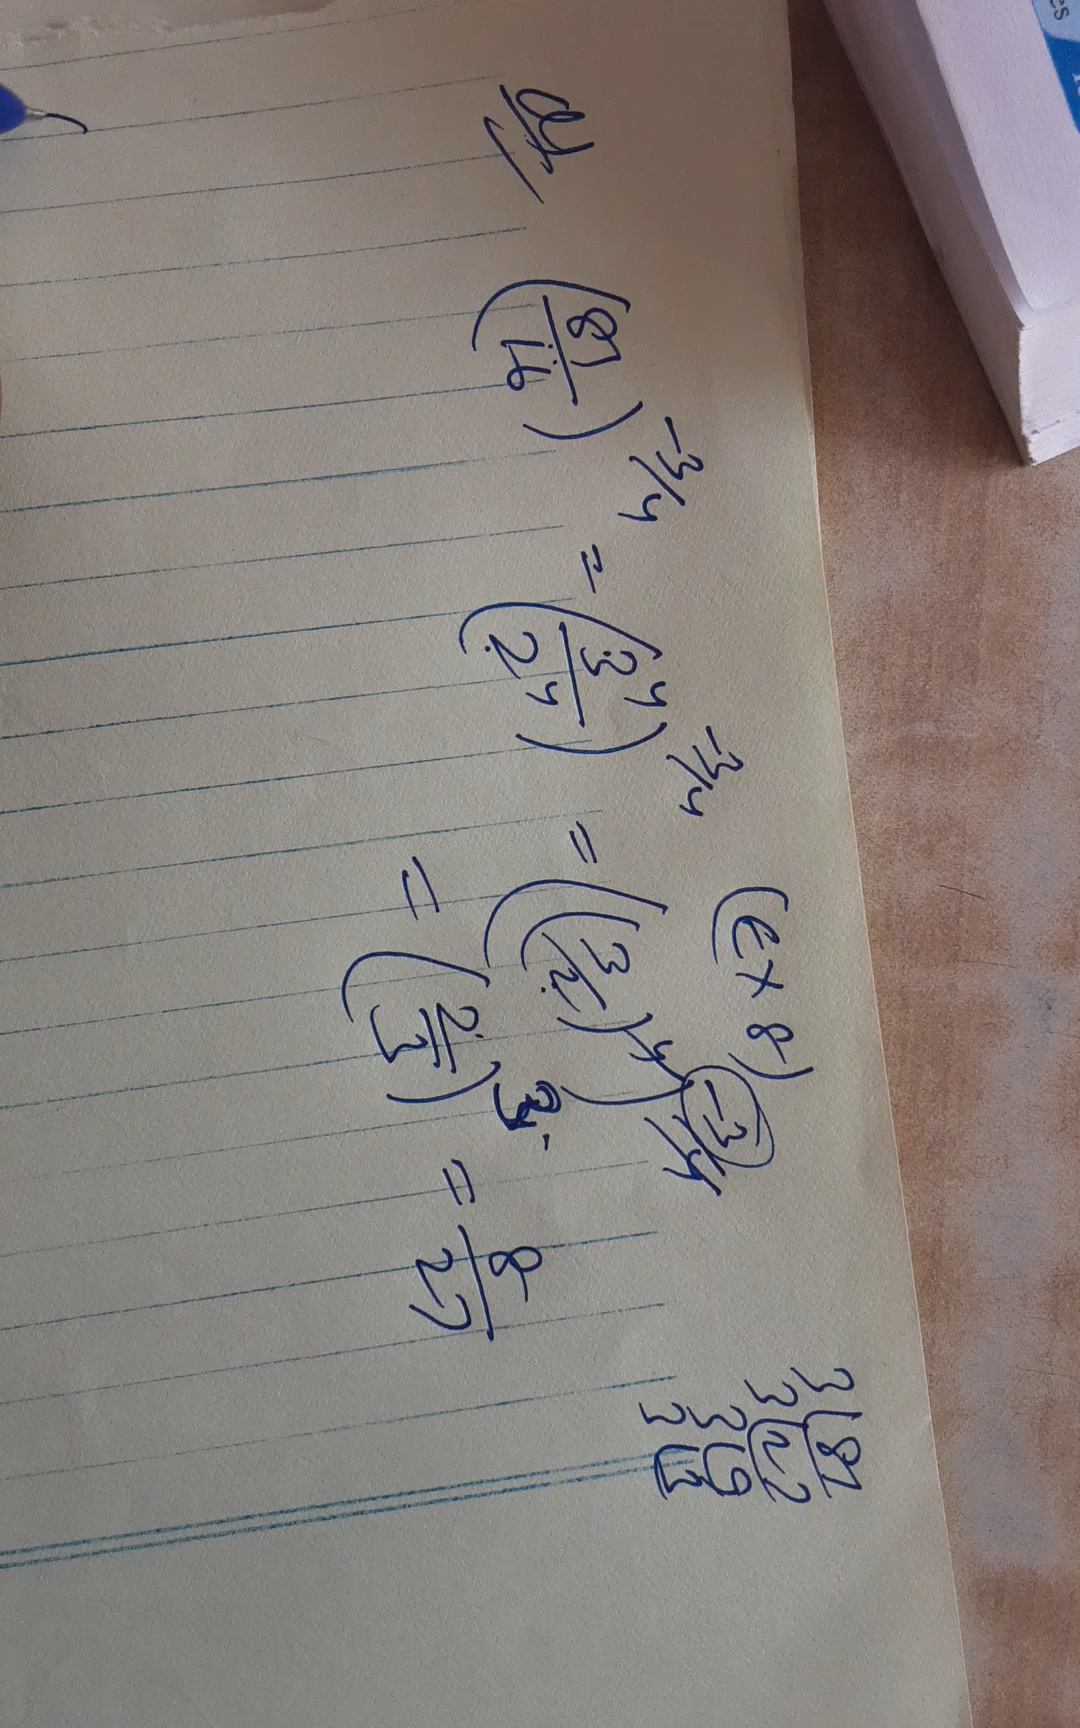 (Ex 8)
(81/16)^-3/4 = (3^4/2^4)^-3/4 = ((3/2)^4)^-3/4
= (2/3)^3 = 8/27
3 81
3 27
3 9
3 3
es